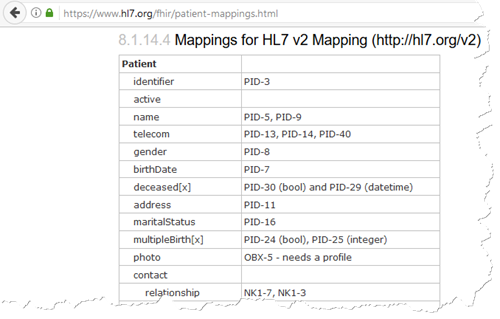 https://www.hl7.org/fhir/patient-mappings.html
8.1.14.4 Mappings for HL7 v2 Mapping (http://hl7.org/v2)
Patient
identifier PID-3
active
name PID-5, PID-9
telecom PID-13, PID-14, PID-40
gender PID-8
birthDate PID-7
deceased[x] PID-30 (bool) and PID-29 (datetime)
address PID-11
maritalStatus PID-16
multipleBirth[x] PID-24 (bool), PID-25 (integer)
photo OBX-5 - needs a profile
contact
relationship NK1-7, NK1-3